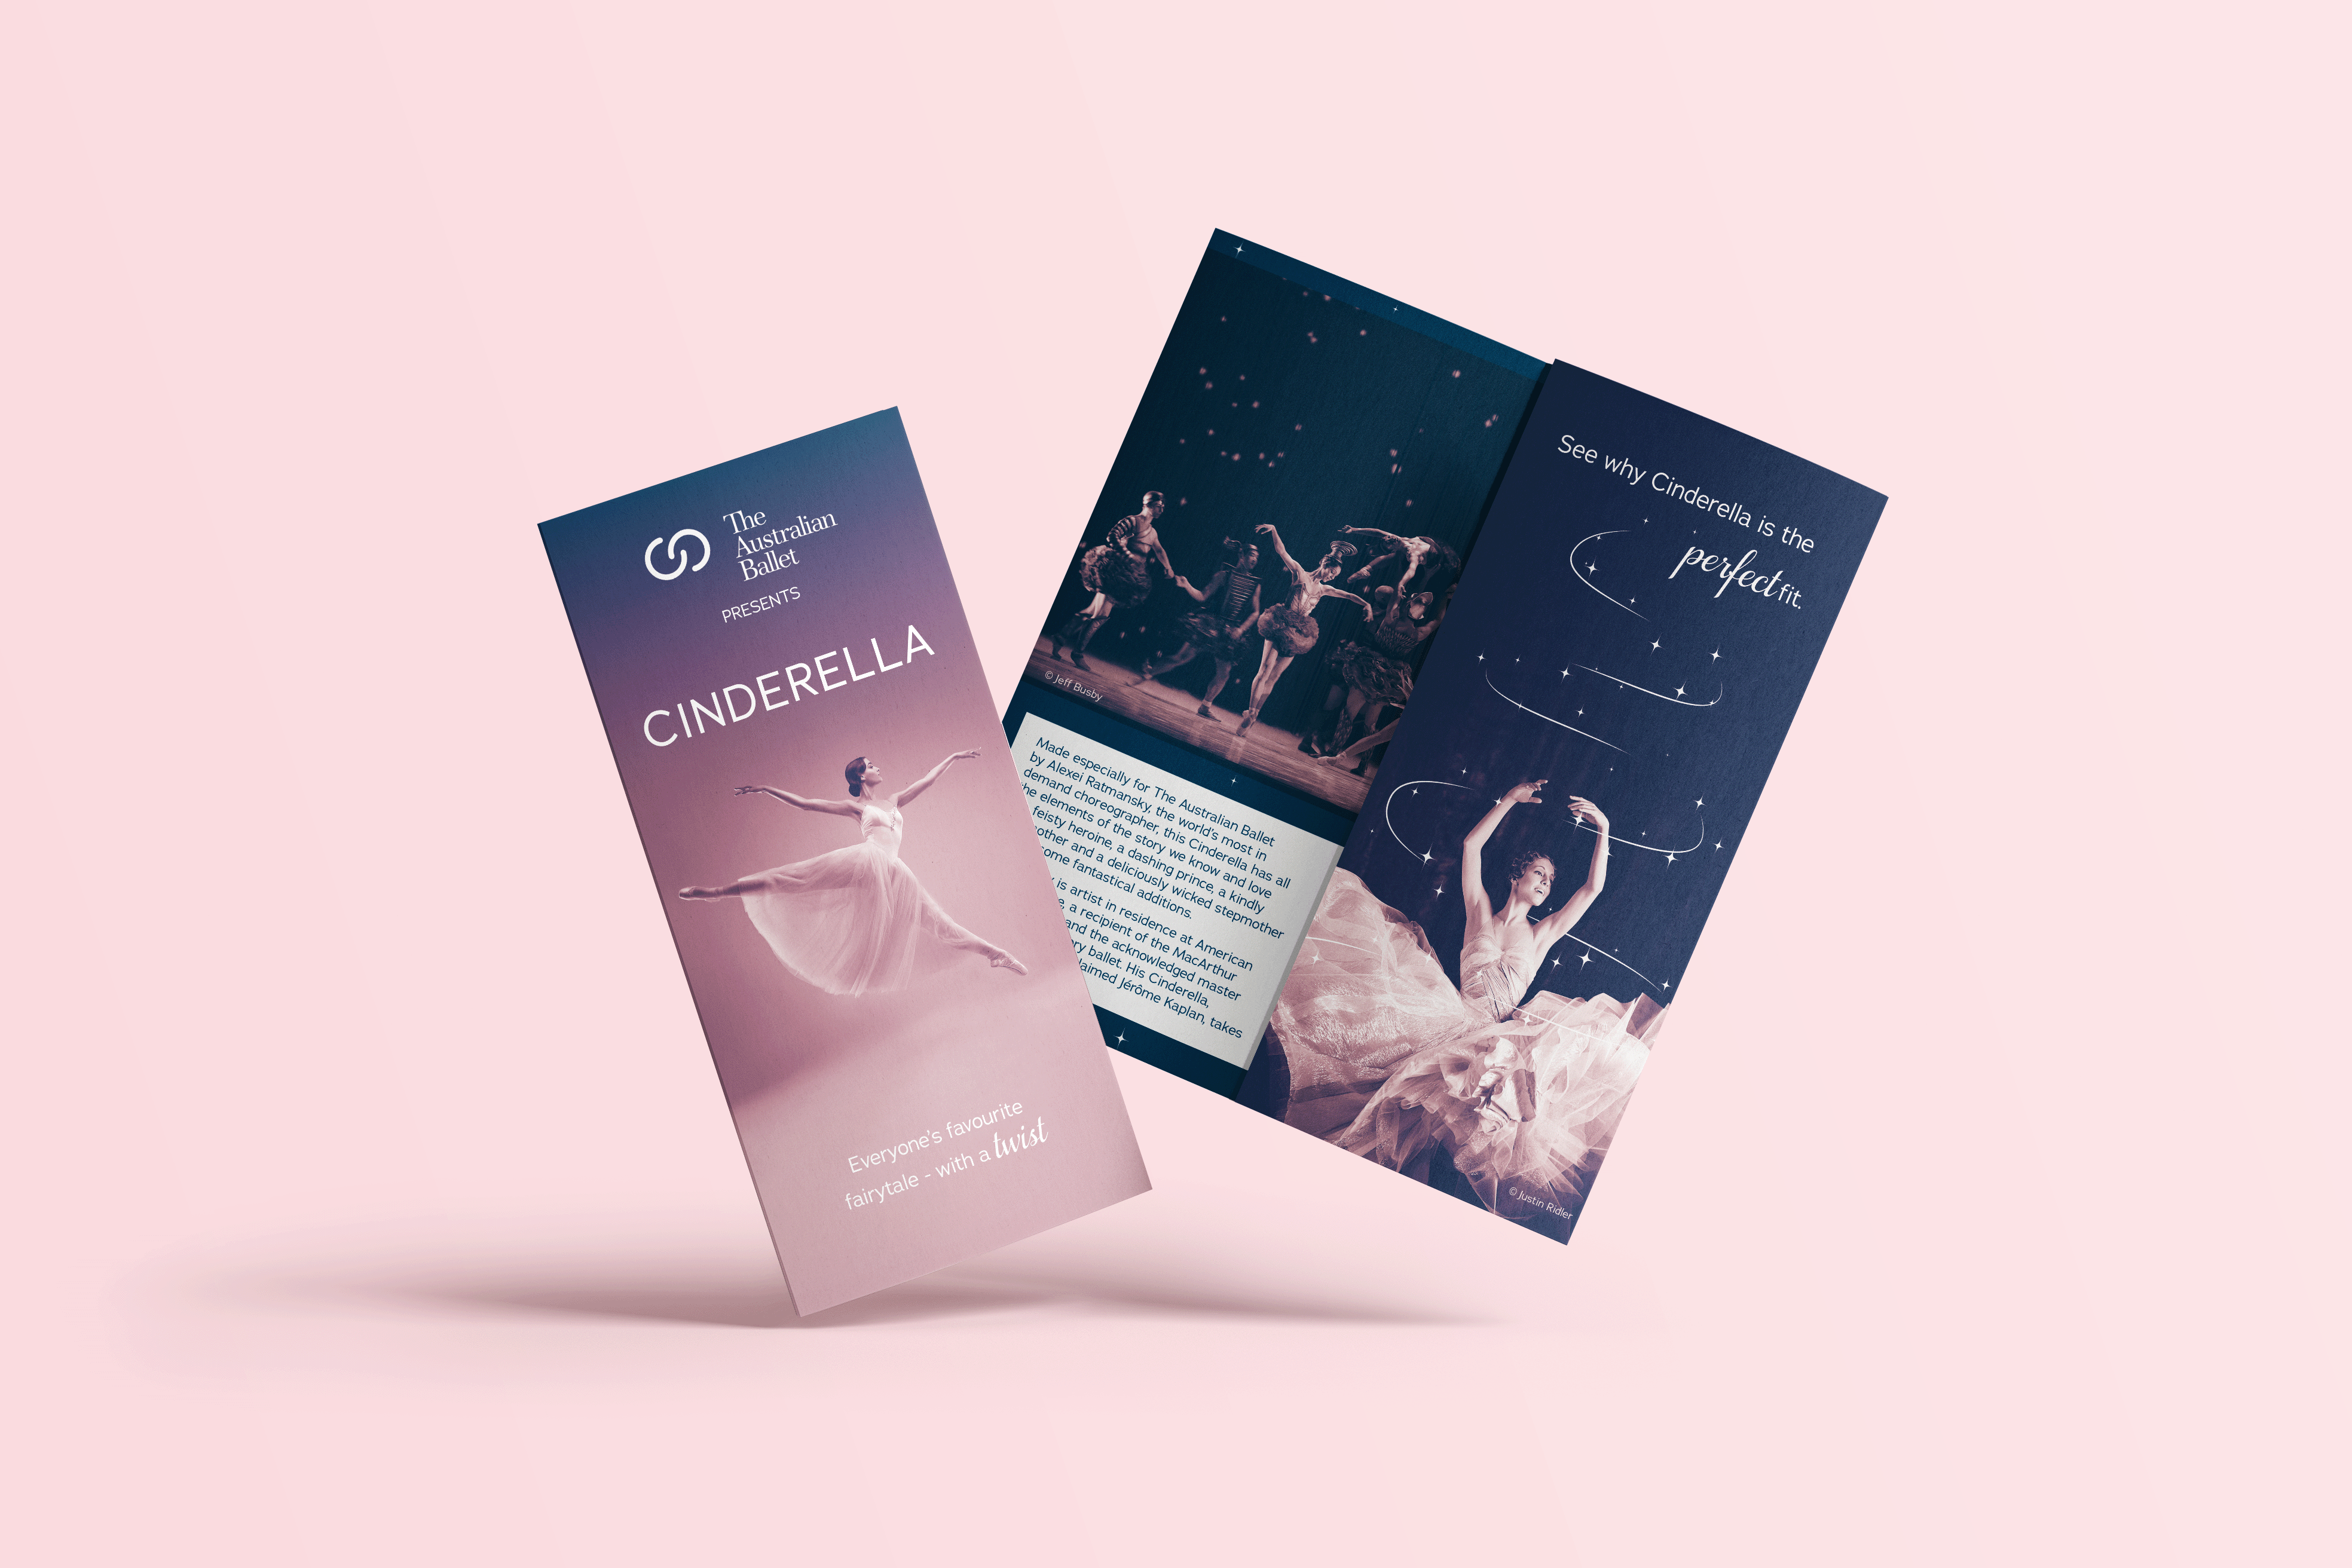 The
Australian
Ballet
PRESENTS
CINDERELLA
Everyone's favourite
fairytale - with a twist
© Jeff Busby
Made especially for The Australian Ballet
by Alexei Ratmansky, the world's most in
demand choreographer, this Cinderella has all
the elements of the story we know and love
feisty heroine, a dashing prince, a kindly
and a deliciously wicked stepmother
some fantastical additions.
is artist in residence at American
a recipient of the MacArthur
and the acknowledged master
ballet. His Cinderella,
Jérôme Kaplan, takes
See why Cinderella is the
perfect fit.
© Justin Ridler